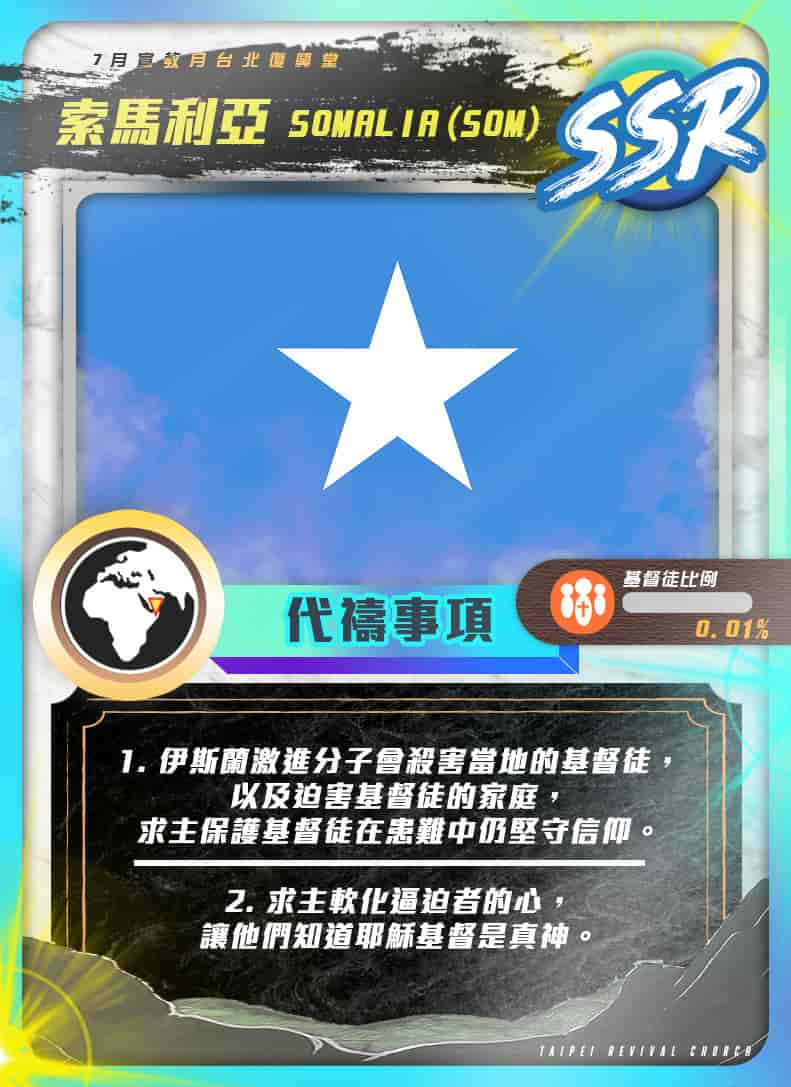 7月宣教月台北復興堂
索馬利亞 SOMALIA(SOM)
SSR
代禱事項
基督徒比例
0.01%
1. 伊斯蘭激進分子會殺害當地的基督徒，
以及迫害基督徒的家庭，
求主保護基督徒在患難中仍堅守信仰。
2. 求主軟化逼迫者的心，
讓他們知道耶穌基督是真神。
TAIPEI REVIVAL CHURCH